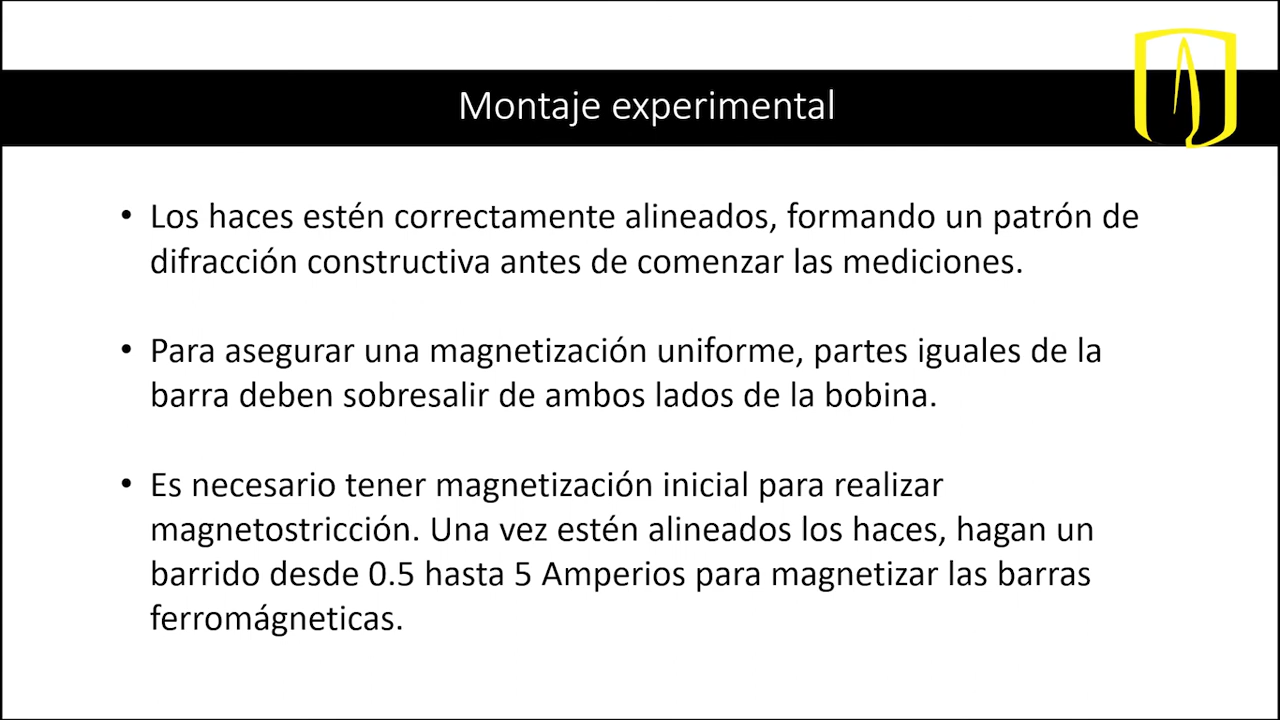 Montaje experimental
• Los haces estén correctamente alineados, formando un patrón de
difracción constructiva antes de comenzar las mediciones.
• Para asegurar una magnetización uniforme, partes iguales de la
barra deben sobresalir de ambos lados de la bobina.
• Es necesario tener magnetización inicial para realizar
magnetostricción. Una vez estén alineados los haces, hagan un
barrido desde 0.5 hasta 5 Amperios para magnetizar las barras
ferromágneticas.